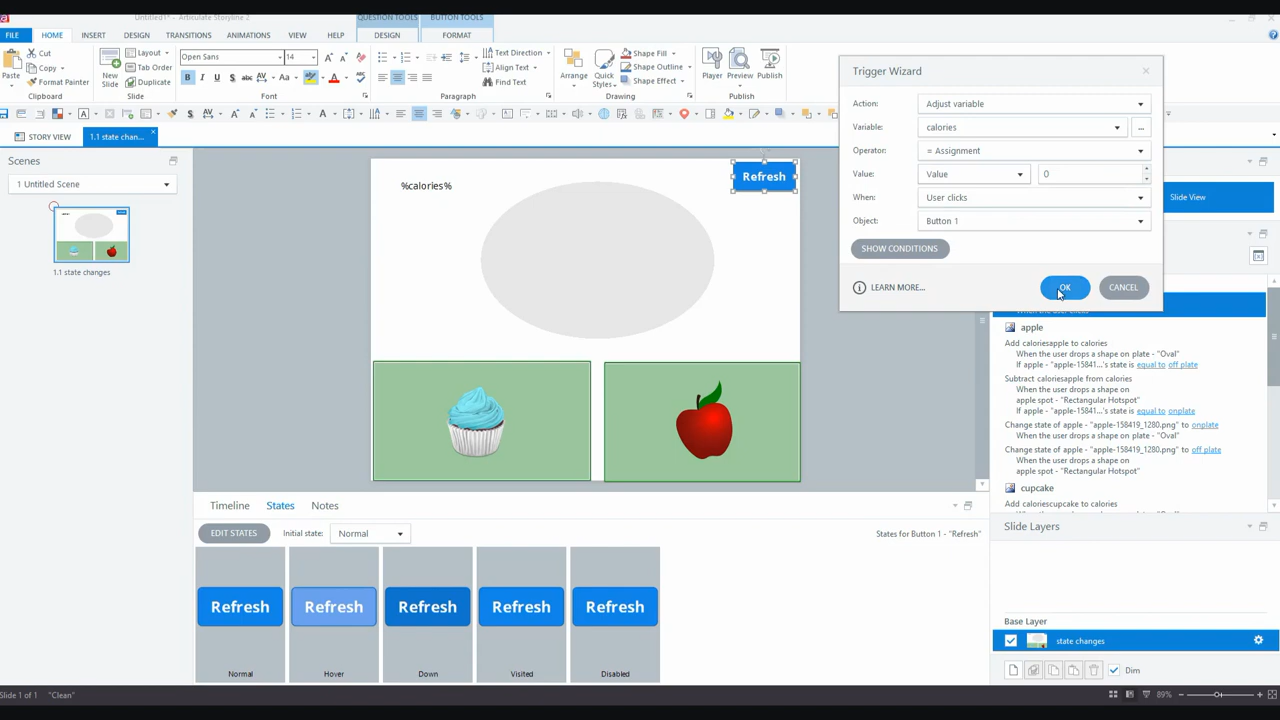 Untitled1* - Articulate Storyline 2
QUESTION TOOLS
BUTTON TOOLS
FILE
HOME
INSERT
DESIGN
TRANSITIONS
ANIMATIONS
VIEW
HELP
DESIGN
FORMAT
Paste
Cut
Copy
Format Painter
Clipboard
New
Slide
Layout
Tab Order
Duplicate
Slide
Open Sans
14
B I U S abc AV Aa A
Font
Text Direction
Align Text
Find Text
Paragraph
Arrange
Quick
Styles
Shape Fill
Shape Outline
Shape Effect
Drawing
Player
Preview
Publish
Publish
STORY VIEW
1.1 state chan...
Scenes
1 Untitled Scene
1.1 state changes
%calories%
Refresh
Trigger Wizard
Action:
Adjust variable
Variable:
calories
...
Operator:
= Assignment
Value:
Value
0
When:
User clicks
Object:
Button 1
SHOW CONDITIONS
LEARN MORE...
OK
CANCEL
Slide View
When the user clicks
apple
Add caloriesapple to calories
When the user drops a shape on plate - "Oval"
If apple - "apple-15841...'s state is equal to off plate
Subtract caloriesapple from calories
When the user drops a shape on
apple spot - "Rectangular Hotspot"
If apple - "apple-15841...'s state is equal to onplate
Change state of apple - "apple-158419_1280.png" to onplate
When the user drops a shape on plate - "Oval"
Change state of apple - "apple-158419_1280.png" to off plate
When the user drops a shape on
apple spot - "Rectangular Hotspot"
cupcake
Add caloriescupcake to calories
Slide Layers
Base Layer
state changes
Dim
Timeline
States
Notes
EDIT STATES
Initial state:
Normal
States for Button 1 - "Refresh"
Refresh
Refresh
Refresh
Refresh
Refresh
Normal
Hover
Down
Visited
Disabled
Slide 1 of 1
"Clean"
89%